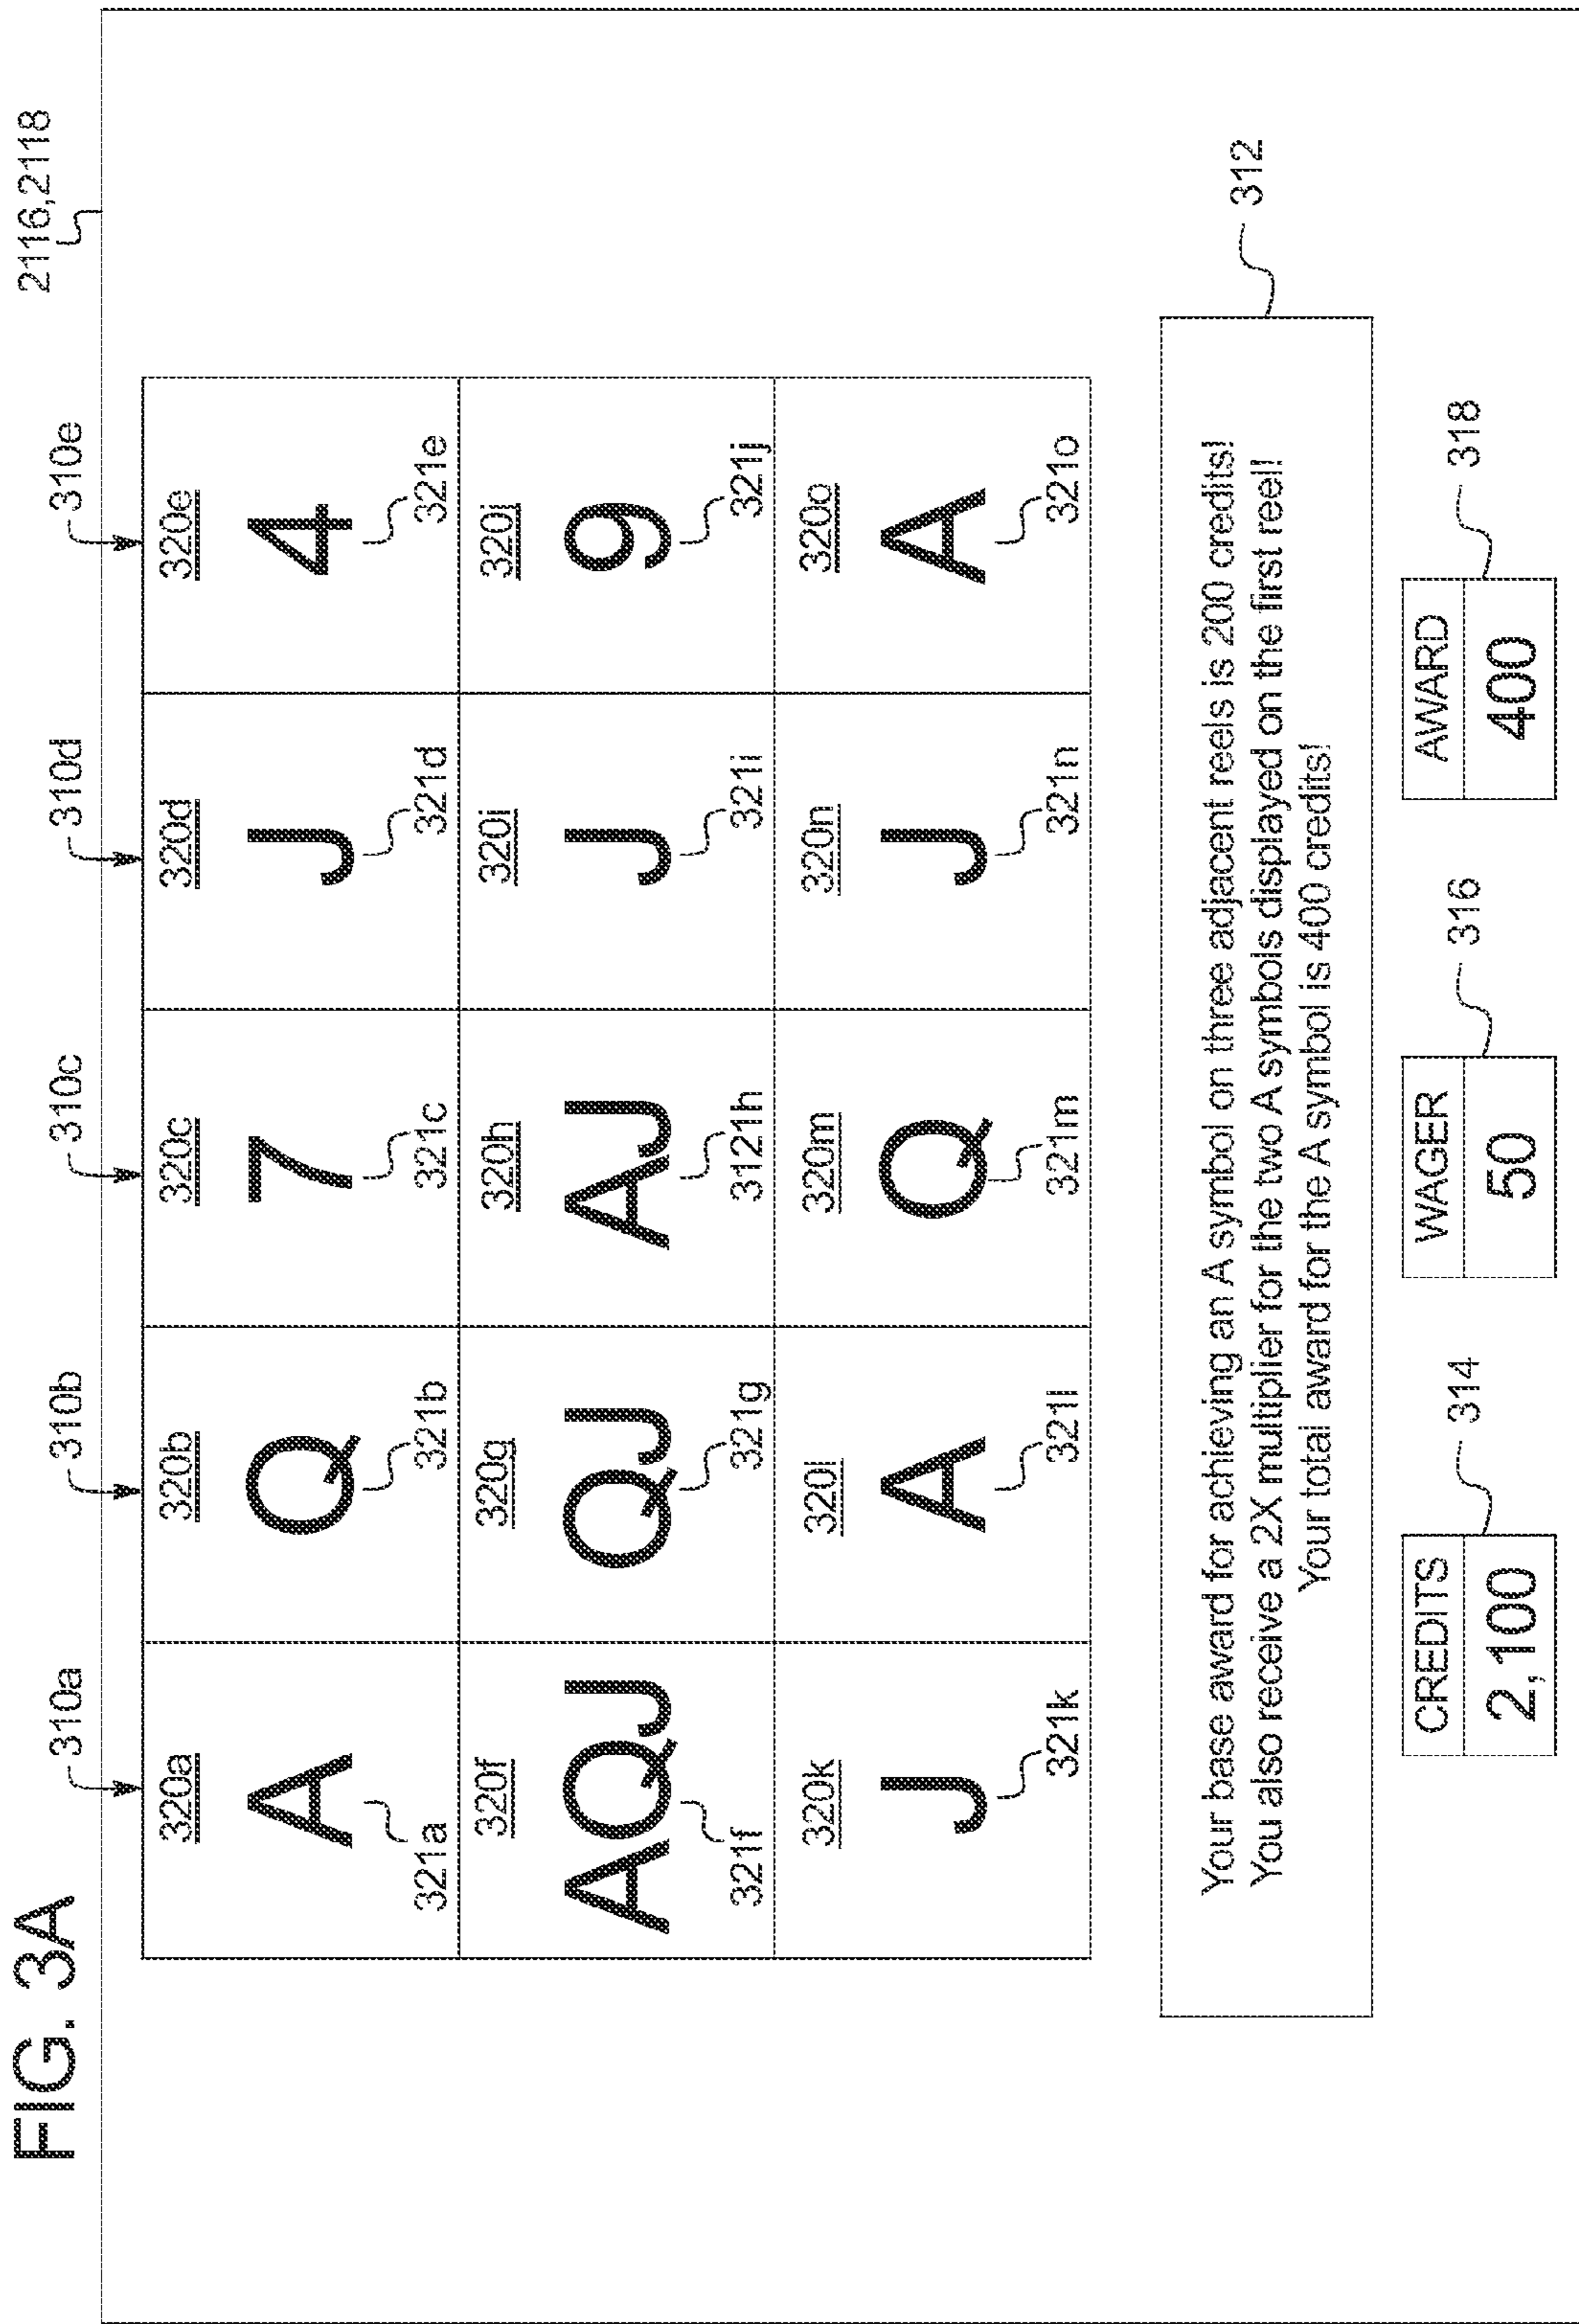 FIG. 3A
2116,2118
310a 310b 310c 310d 310e
320a 320b 320c 320d 320e
A Q 7 J 4
321a 321b 321c 321d 321e
320f 320g 320h 320i 320j
AQJ QJ AJ J 9
321f 321g 3121h 321i 321j
320k 320l 320m 320n 320o
J A Q J A
321k 321l 321m 321n 321o
Your base award for achieving an A symbol on three adjacent reels is 200 credits!
You also receive a 2X multiplier for the two A symbols displayed on the first reel!
Your total award for the A symbol is 400 credits!
312
314 316 318
CREDITS WAGER AWARD
2,100 50 400